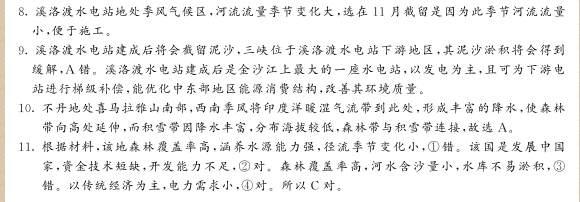 8. 溪洛渡水电站地处季风气候区,河流流量季节变化大,选在 11 月截留是因为此季节河流流量
小,便于施工。
9. 溪洛渡水电站建成后将会截留泥沙,三峡位于溪洛渡水电站下游地区,其泥沙淤积将会得到
缓解,A 错。溪洛渡水电站建成后是金沙江上最大的一座水电站,以发电为主,且可为下游电
站进行梯级补偿,能优化中东部地区能源消费结构,改善其环境质量。
10. 不丹地处喜马拉雅山南部,西南季风将印度洋暖湿气流带到此处,形成丰富的降水,使森林
带向高处延伸,而积雪带因降水丰富,分布海拔较低,森林带与积雪带连接,故选 A。
11. 根据材料,该地森林覆盖率高,涵养水源能力强,径流季节变化小,①错。该国是发展中国
家,资金技术短缺,开发能力不足,②对。森林覆盖率高,河水含沙量小,水库不易淤积,③
错。以传统经济为主,电力需求小,④对。所以 C 对。